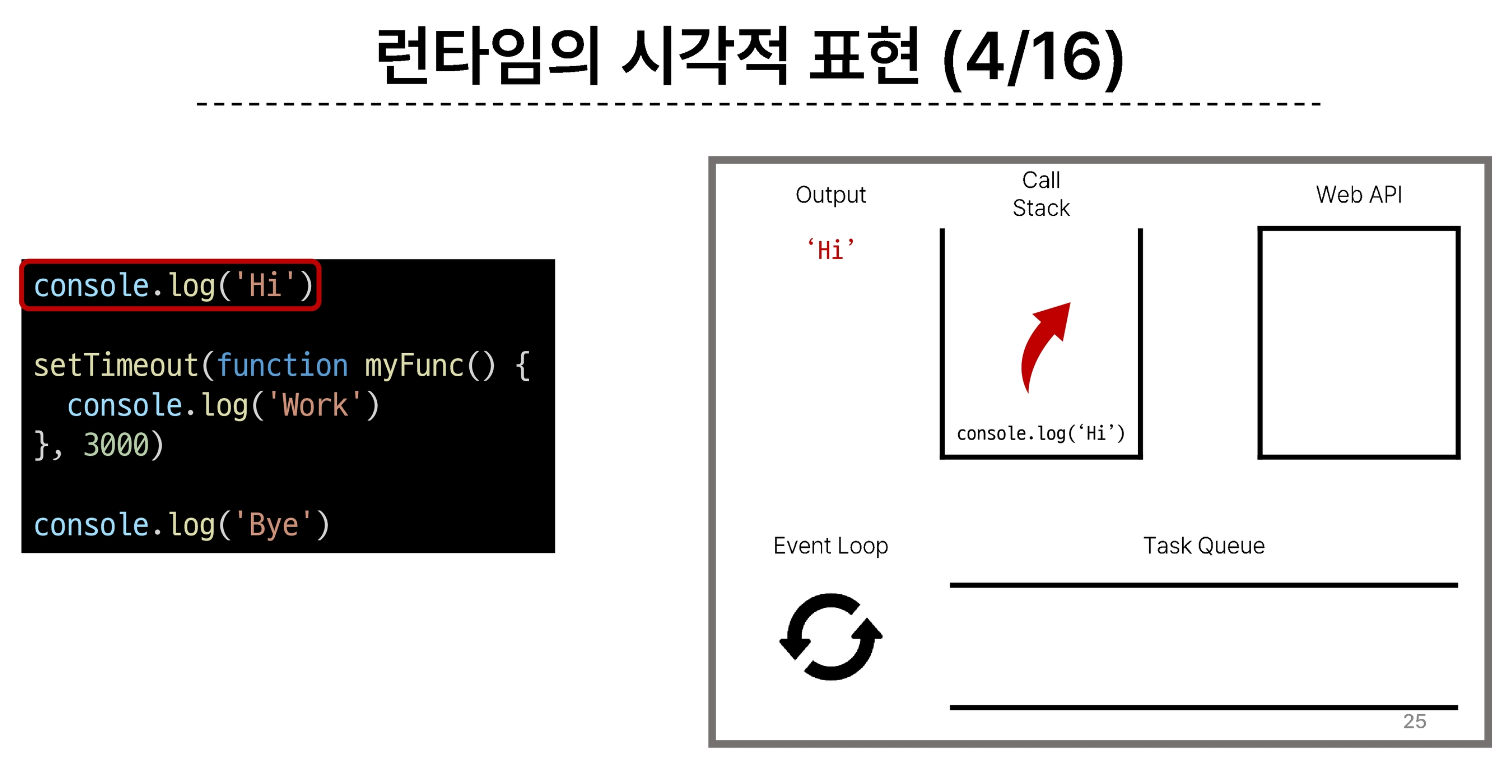 런타임의 시각적 표현 (4/16)
console.log('Hi')
setTimeout(function myFunc() {
  console.log('Work')
}, 3000)
console.log('Bye')
Output
‘Hi’
Call
Stack
console.log(‘Hi’)
Web API
Event Loop
Task Queue
25